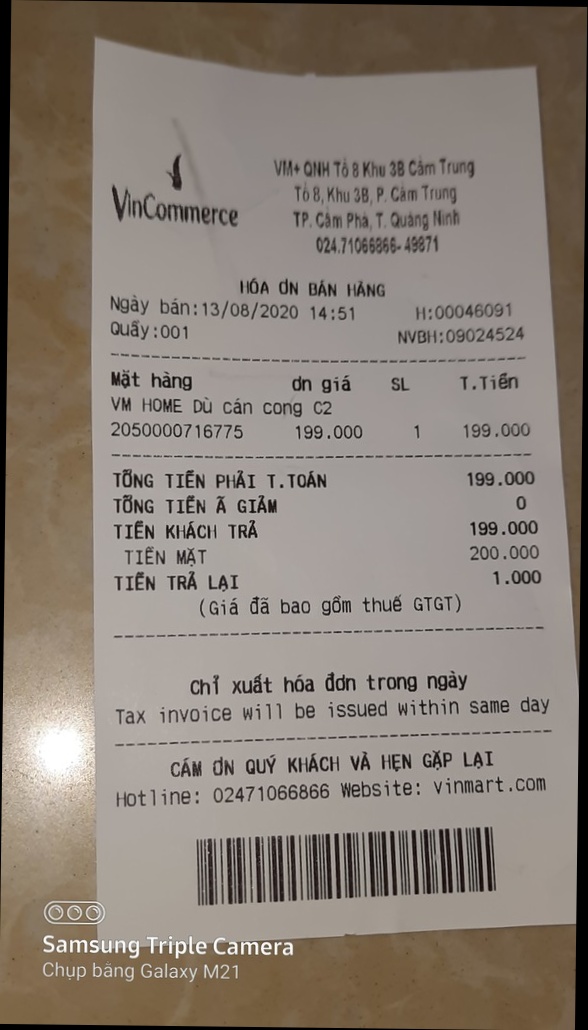 VinCommerce
VM+ QNH Tổ 8 Khu 3B Cẩm Trung
Tổ 8, Khu 3B, P. Cẩm Trung
TP. Cẩm Phả, T. Quảng Ninh
024.71066866-49871
HÓA ƠN BÁN HÀNG
Ngày bán:13/08/2020 14:51 H:00046091
Quầy:001 NVBH:09024524
Mặt hàng ơn giá SL T.Tiền
VM HOME Dù cán cong C2
2050000716775 199.000 1 199.000
TỔNG TIỀN PHẢI T.TOÁN 199.000
TỔNG TIỀN Ã GIẢM 0
TIỀN KHÁCH TRẢ 199.000
TIỀN MẶT 200.000
TIỀN TRẢ LẠI 1.000
(Giá đã bao gồm thuế GTGT)
Chỉ xuất hóa đơn trong ngày
Tax invoice will be issued within same day
CẢM ƠN QUÝ KHÁCH VÀ HẸN GẶP LẠI
Hotline: 02471066866 Website: vinmart.com
Samsung Triple Camera
Chụp bằng Galaxy M21